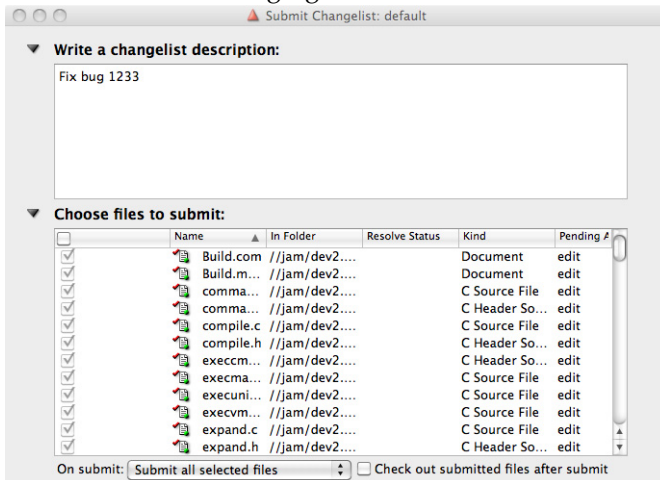 Submit Changelist: default
Write a changelist description:
Fix bug 1233
Choose files to submit:
Name In Folder Resolve Status Kind Pending A
Build.com //jam/dev2.... Document edit
Build.m... //jam/dev2.... Document edit
comma... //jam/dev2.... C Source File edit
comma... //jam/dev2.... C Header So... edit
compile.c //jam/dev2.... C Source File edit
compile.h //jam/dev2.... C Header So... edit
execcm... //jam/dev2.... C Header So... edit
execma... //jam/dev2.... C Source File edit
execuni... //jam/dev2.... C Source File edit
execvm... //jam/dev2.... C Source File edit
expand.c //jam/dev2.... C Source File edit
expand.h //jam/dev2.... C Header So... edit
On submit: Submit all selected files Check out submitted files after submit